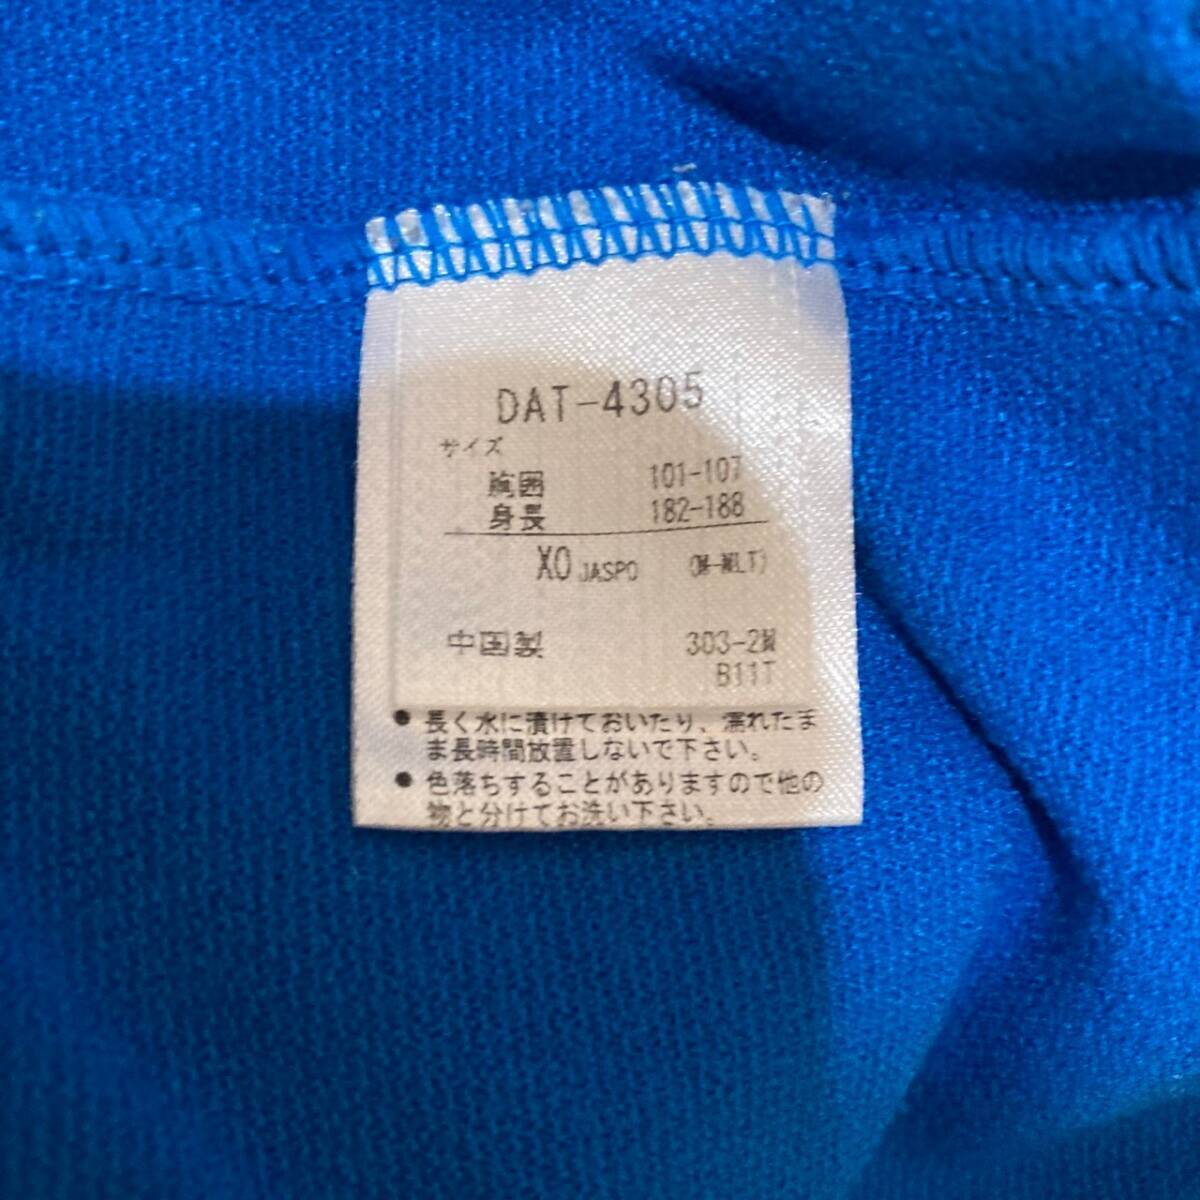 DAT-4305
サイズ
胸囲 101-107
身長 182-188
XO JASPO
中国製 303-2
B11T
● 長く水に漬けておいたり、濡れたま
ま長時間放置しないで下さい。
● 色落ちすることがありますので他の
物と分けてお洗い下さい。